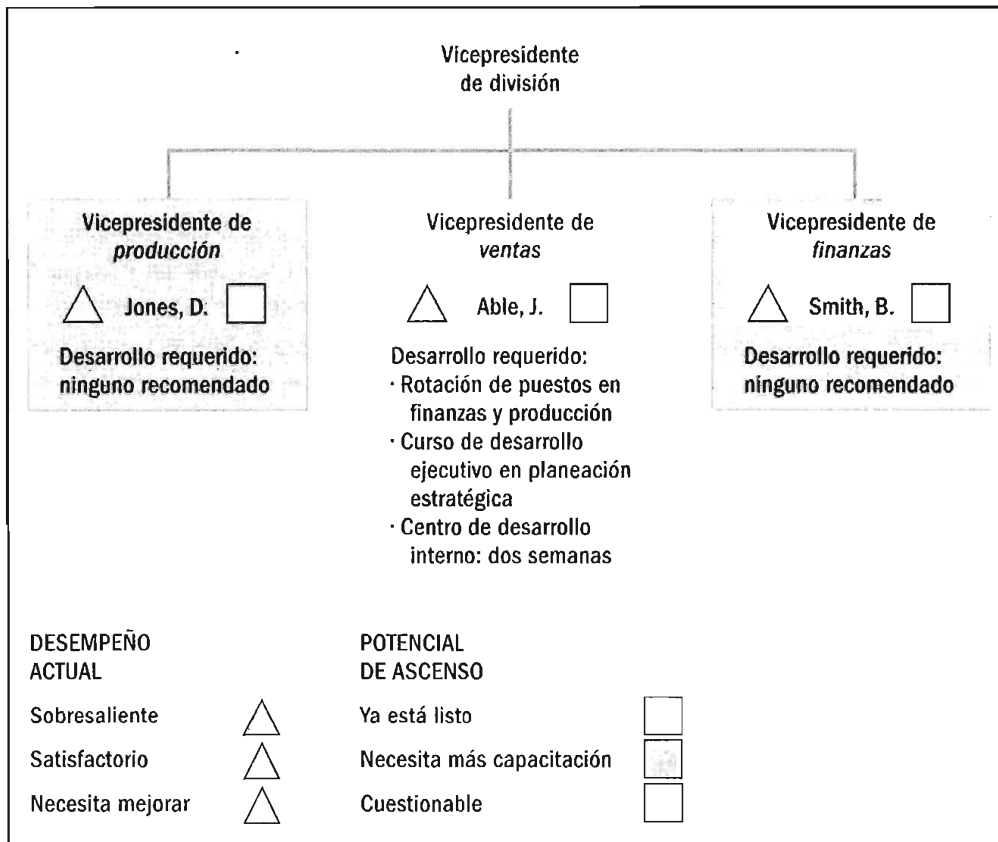 Vicepresidente
de división
Vicepresidente de
producción
Jones, D.
Desarrollo requerido:
ninguno recomendado
Vicepresidente de
ventas
Able, J.
Desarrollo requerido:
· Rotación de puestos en
finanzas y producción
· Curso de desarrollo
ejecutivo en planeación
estratégica
· Centro de desarrollo
interno: dos semanas
Vicepresidente de
finanzas
Smith, B.
Desarrollo requerido:
ninguno recomendado
DESEMPEÑO
ACTUAL
Sobresaliente
Satisfactorio
Necesita mejorar
POTENCIAL
DE ASCENSO
Ya está listo
Necesita más capacitación
Cuestionable